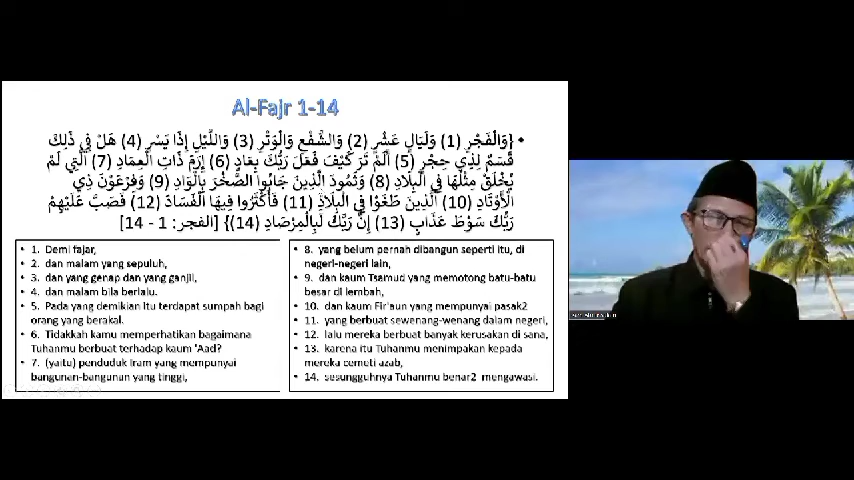 Al-Fajr 1-14
• {وَالْفَجْرِ (1) وَلَيَالٍ عَشْرٍ (2) وَالشَّفْعِ وَالْوَتْرِ (3) وَاللَّيْلِ إِذَا يَسْرِ (4) هَلْ فِي ذَلِكَ
قَسَمٌ لِذِي حِجْرٍ (5) أَلَمْ تَرَ كَيْفَ فَعَلَ رَبُّكَ بِعَادٍ (6) إِرَمَ ذَاتِ الْعِمَادِ (7) الَّتِي لَمْ
يُخْلَقْ مِثْلُهَا فِي الْبِلَادِ (8) وَثَمُودَ الَّذِينَ جَابُوا الصَّخْرَ بِالْوَادِ (9) وَفِرْعَوْنَ ذِي
الْأَوْتَادِ (10) الَّذِينَ طَغَوْا فِي الْبِلَادِ (11) فَأَكْثَرُوا فِيهَا الْفَسَادَ (12) فَصَبَّ عَلَيْهِمْ
رَبُّكَ سَوْطَ عَذَابٍ (13) إِنَّ رَبَّكَ لَبِالْمِرْصَادِ (14)} [الفجر: 1 - 14]
• 1. Demi fajar,
• 2. dan malam yang sepuluh,
• 3. dan yang genap dan yang ganjil,
• 4. dan malam bila berlalu.
• 5. Pada yang demikian itu terdapat sumpah bagi
orang yang berakal.
• 6. Tidakkah kamu memperhatikan bagaimana
Tuhanmu berbuat terhadap kaum 'Aad?
• 7. (yaitu) penduduk Iram yang mempunyai
bangunan-bangunan yang tinggi,
• 8. yang belum pernah dibangun seperti itu, di
negeri-negeri lain,
• 9. dan kaum Tsamud yang memotong batu-batu
besar di lembah,
• 10. dan kaum Fir'aun yang mempunyai pasak2
• 11. yang berbuat sewenang-wenang dalam negeri,
• 12. lalu mereka berbuat banyak kerusakan di sana,
• 13. karena itu Tuhanmu menimpakan kepada
mereka cemeti azab,
• 14. sesungguhnya Tuhanmu benar2 mengawasi.